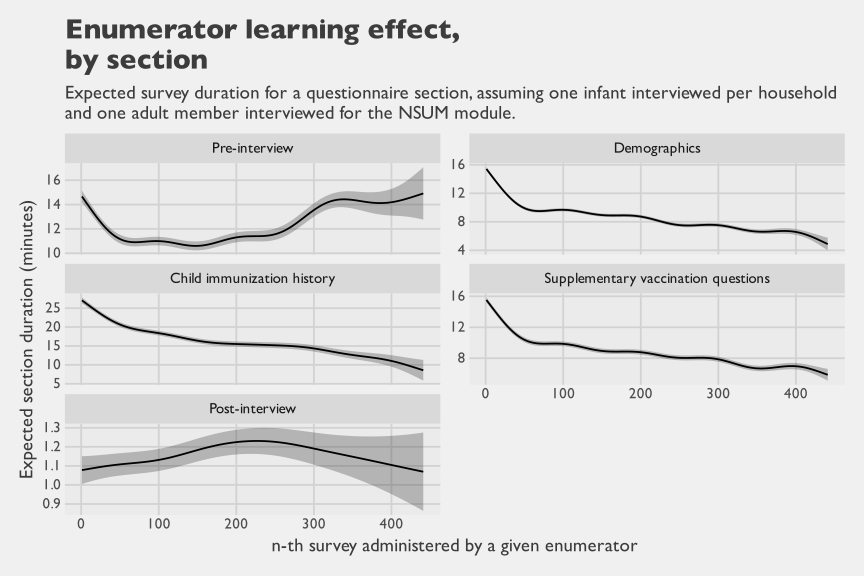 Enumerator learning effect,
by section
Expected survey duration for a questionnaire section, assuming one infant interviewed per household
and one adult member interviewed for the NSUM module.
Expected section duration (minutes)
Pre-interview
16
14
12
10
Demographics
16
12
8
4
Child immunization history
25
20
15
10
5
Supplementary vaccination questions
16
12
8
0 100 200 300 400
Post-interview
1.3
1.2
1.1
1.0
0.9
0 100 200 300 400
n-th survey administered by a given enumerator